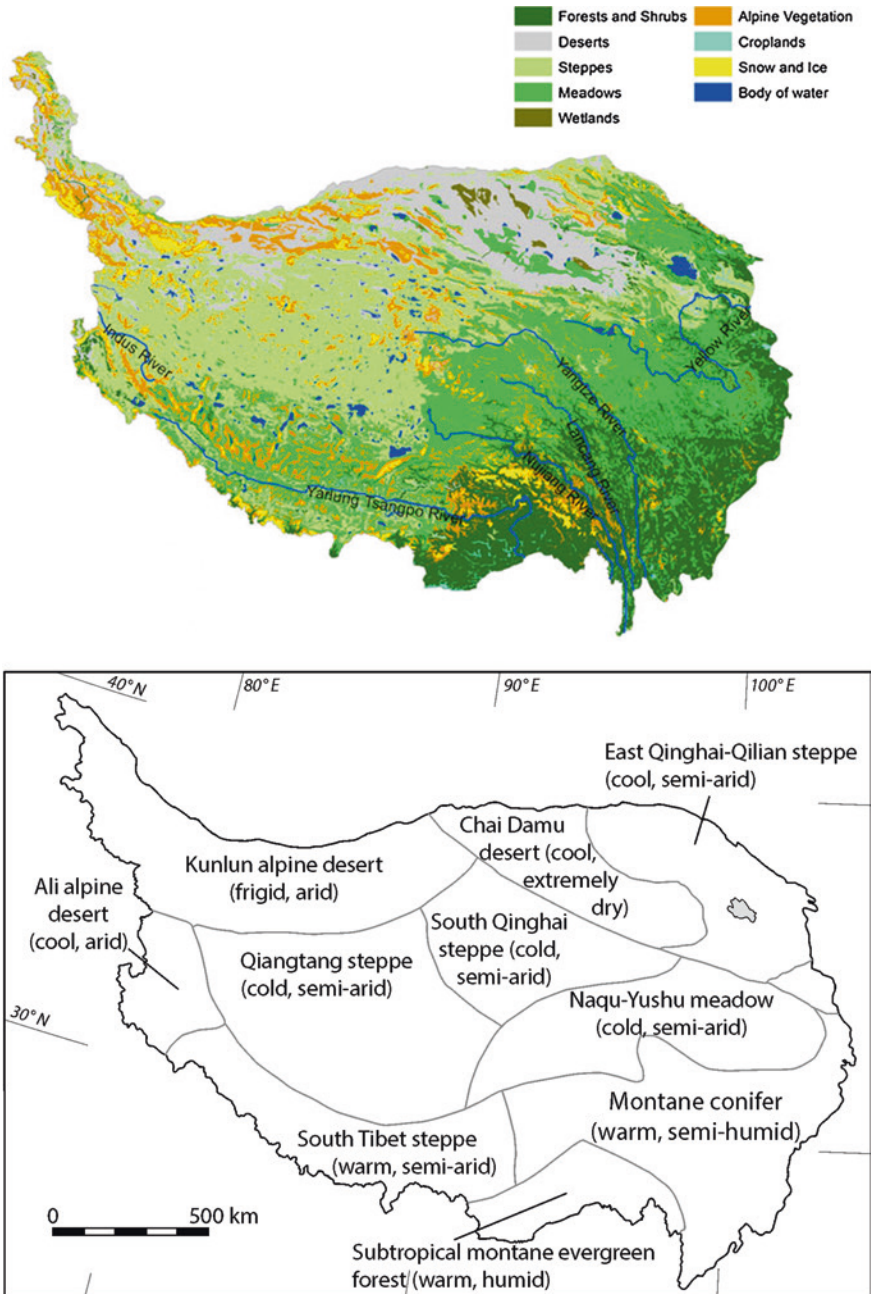 Forests and Shrubs
Deserts
Steppes
Meadows
Wetlands
Alpine Vegetation
Croplands
Snow and Ice
Body of water
Indus River
Yarlung Tsangpo River
Yangtze River
Lancang River
Nujiang River
Yellow River
40°N
80°E
90°E
100°E
East Qinghai-Qilian steppe
(cool, semi-arid)
Chai Damu
desert (cool,
extremely
dry)
Kunlun alpine desert
(frigid, arid)
Ali alpine
desert
(cool, arid)
South Qinghai
steppe (cold,
semi-arid)
Qiangtang steppe
(cold, semi-arid)
30°N
Naqu-Yushu meadow
(cold, semi-arid)
Montane conifer
(warm, semi-humid)
South Tibet steppe
(warm, semi-arid)
0 500 km
Subtropical montane evergreen
forest (warm, humid)